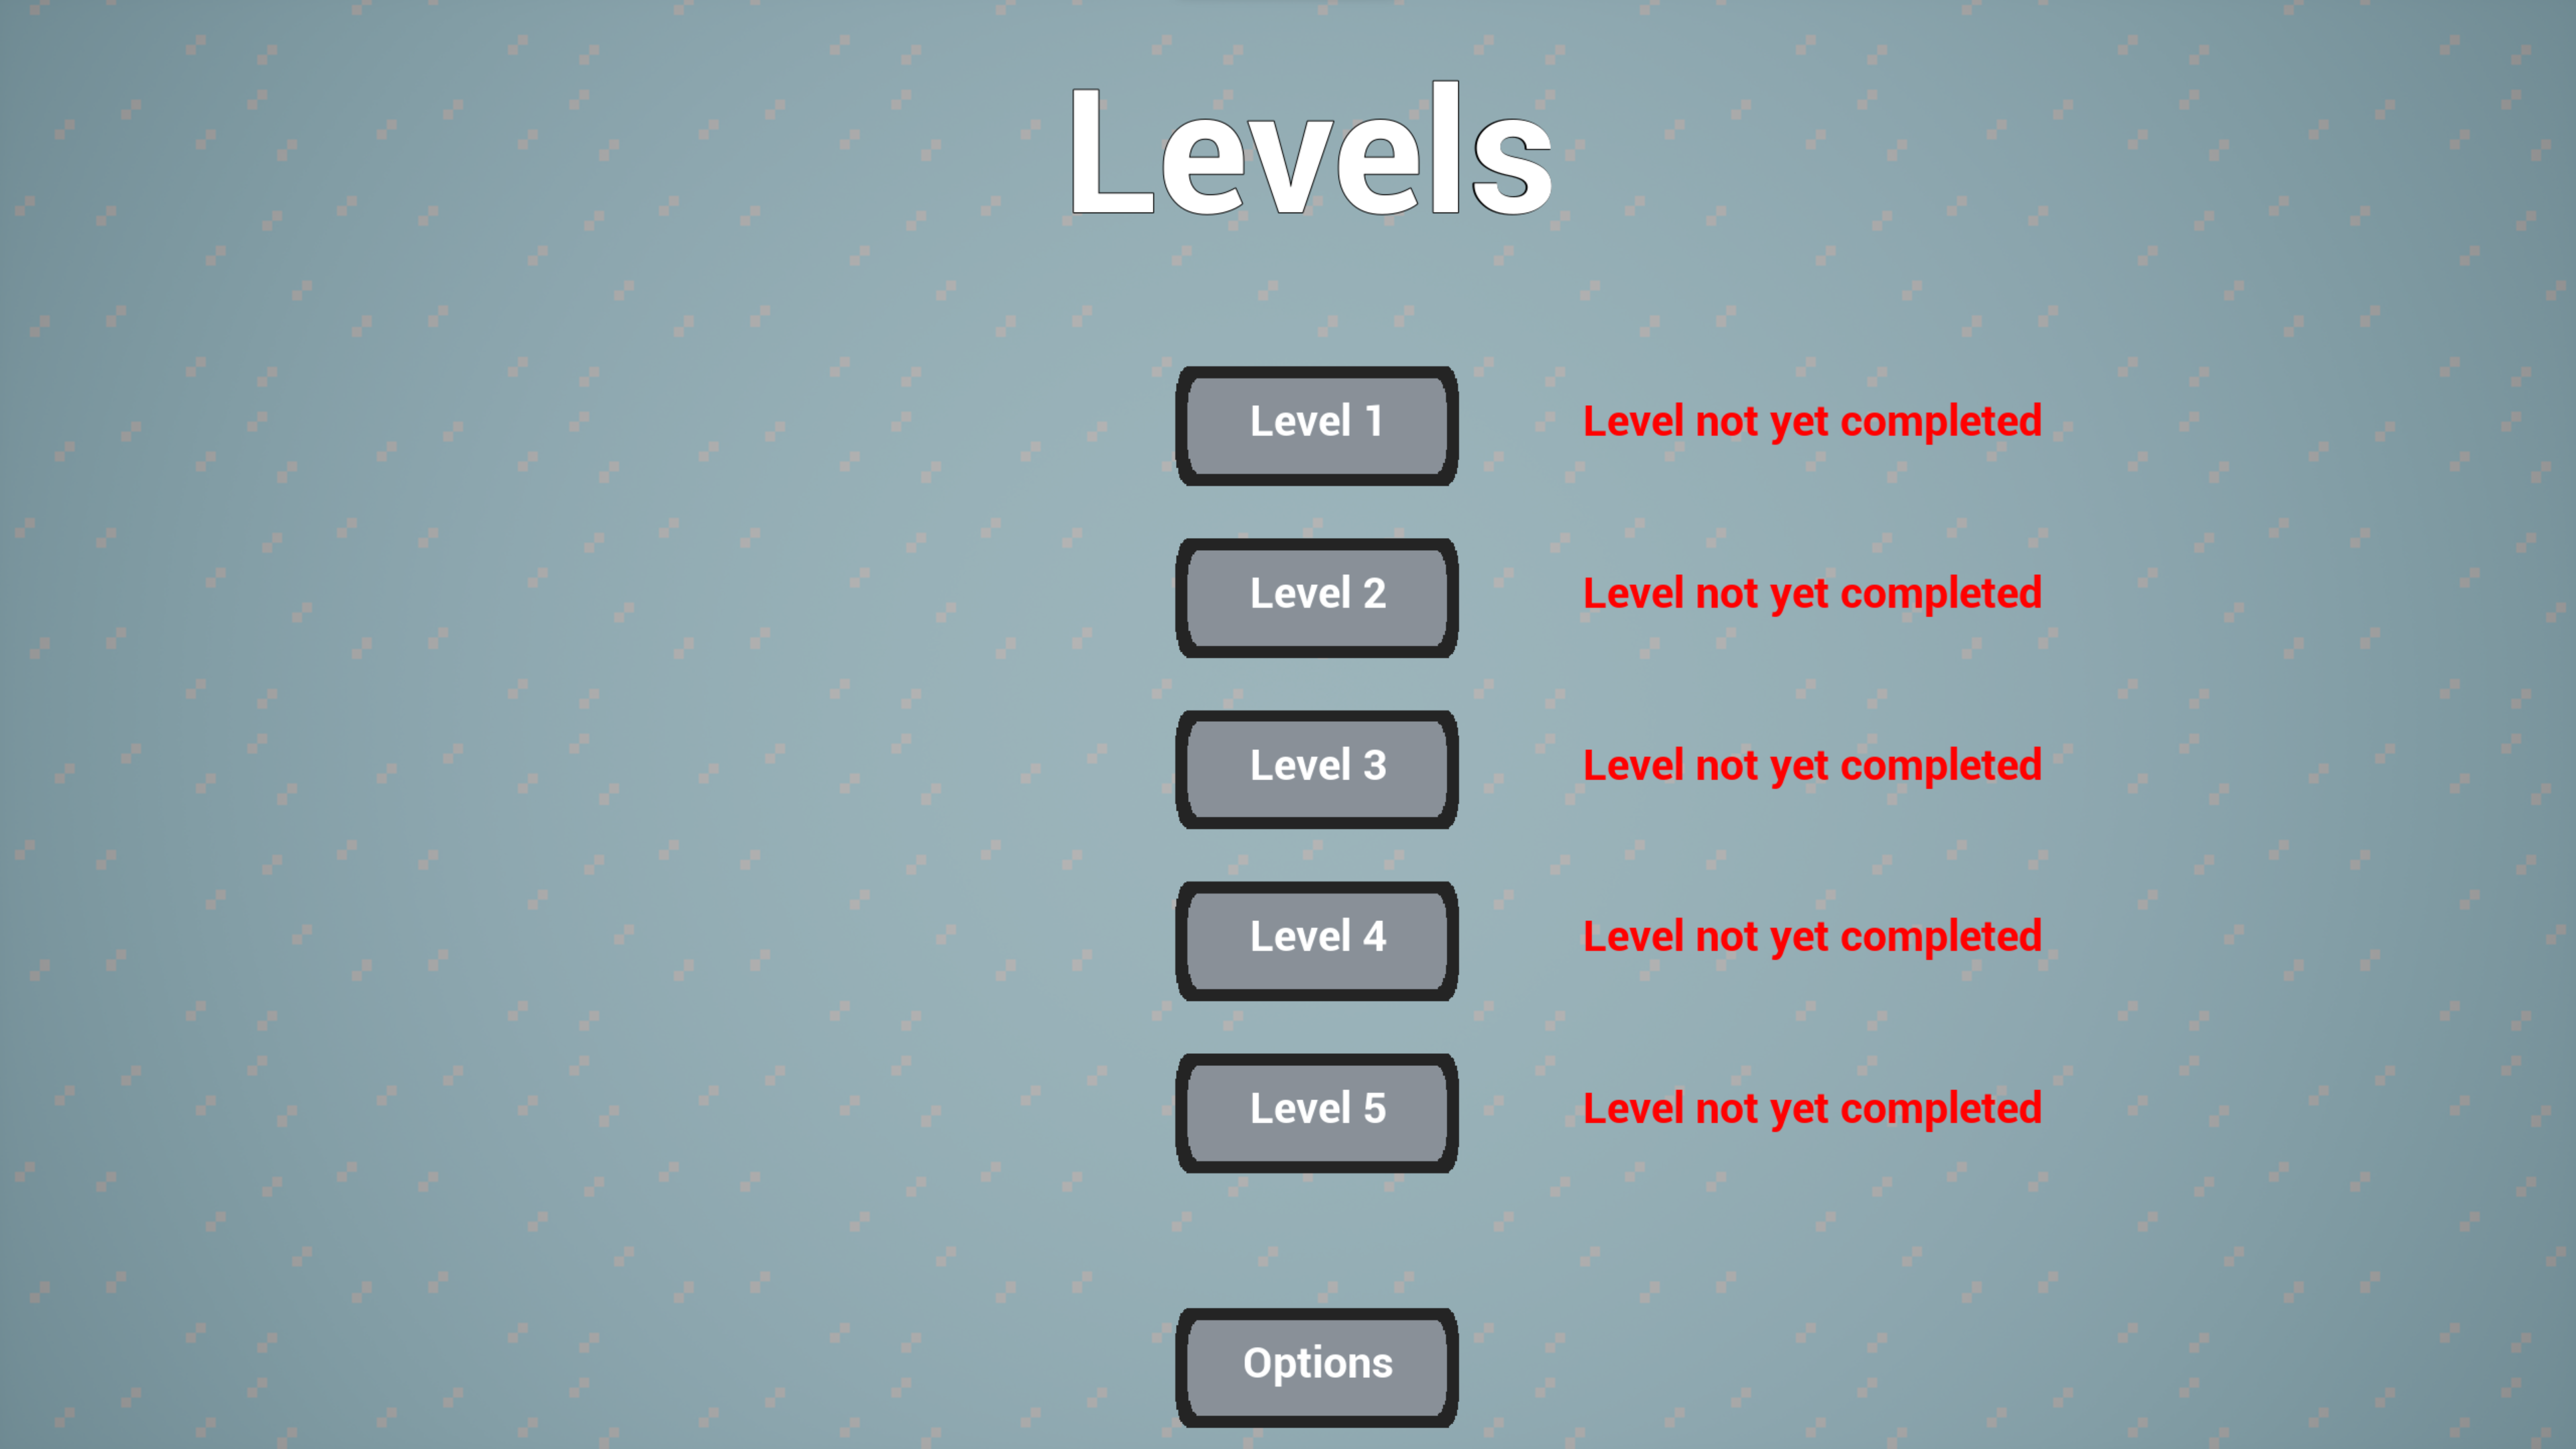 Levels
Level 1 Level not yet completed
Level 2 Level not yet completed
Level 3 Level not yet completed
Level 4 Level not yet completed
Level 5 Level not yet completed
Options